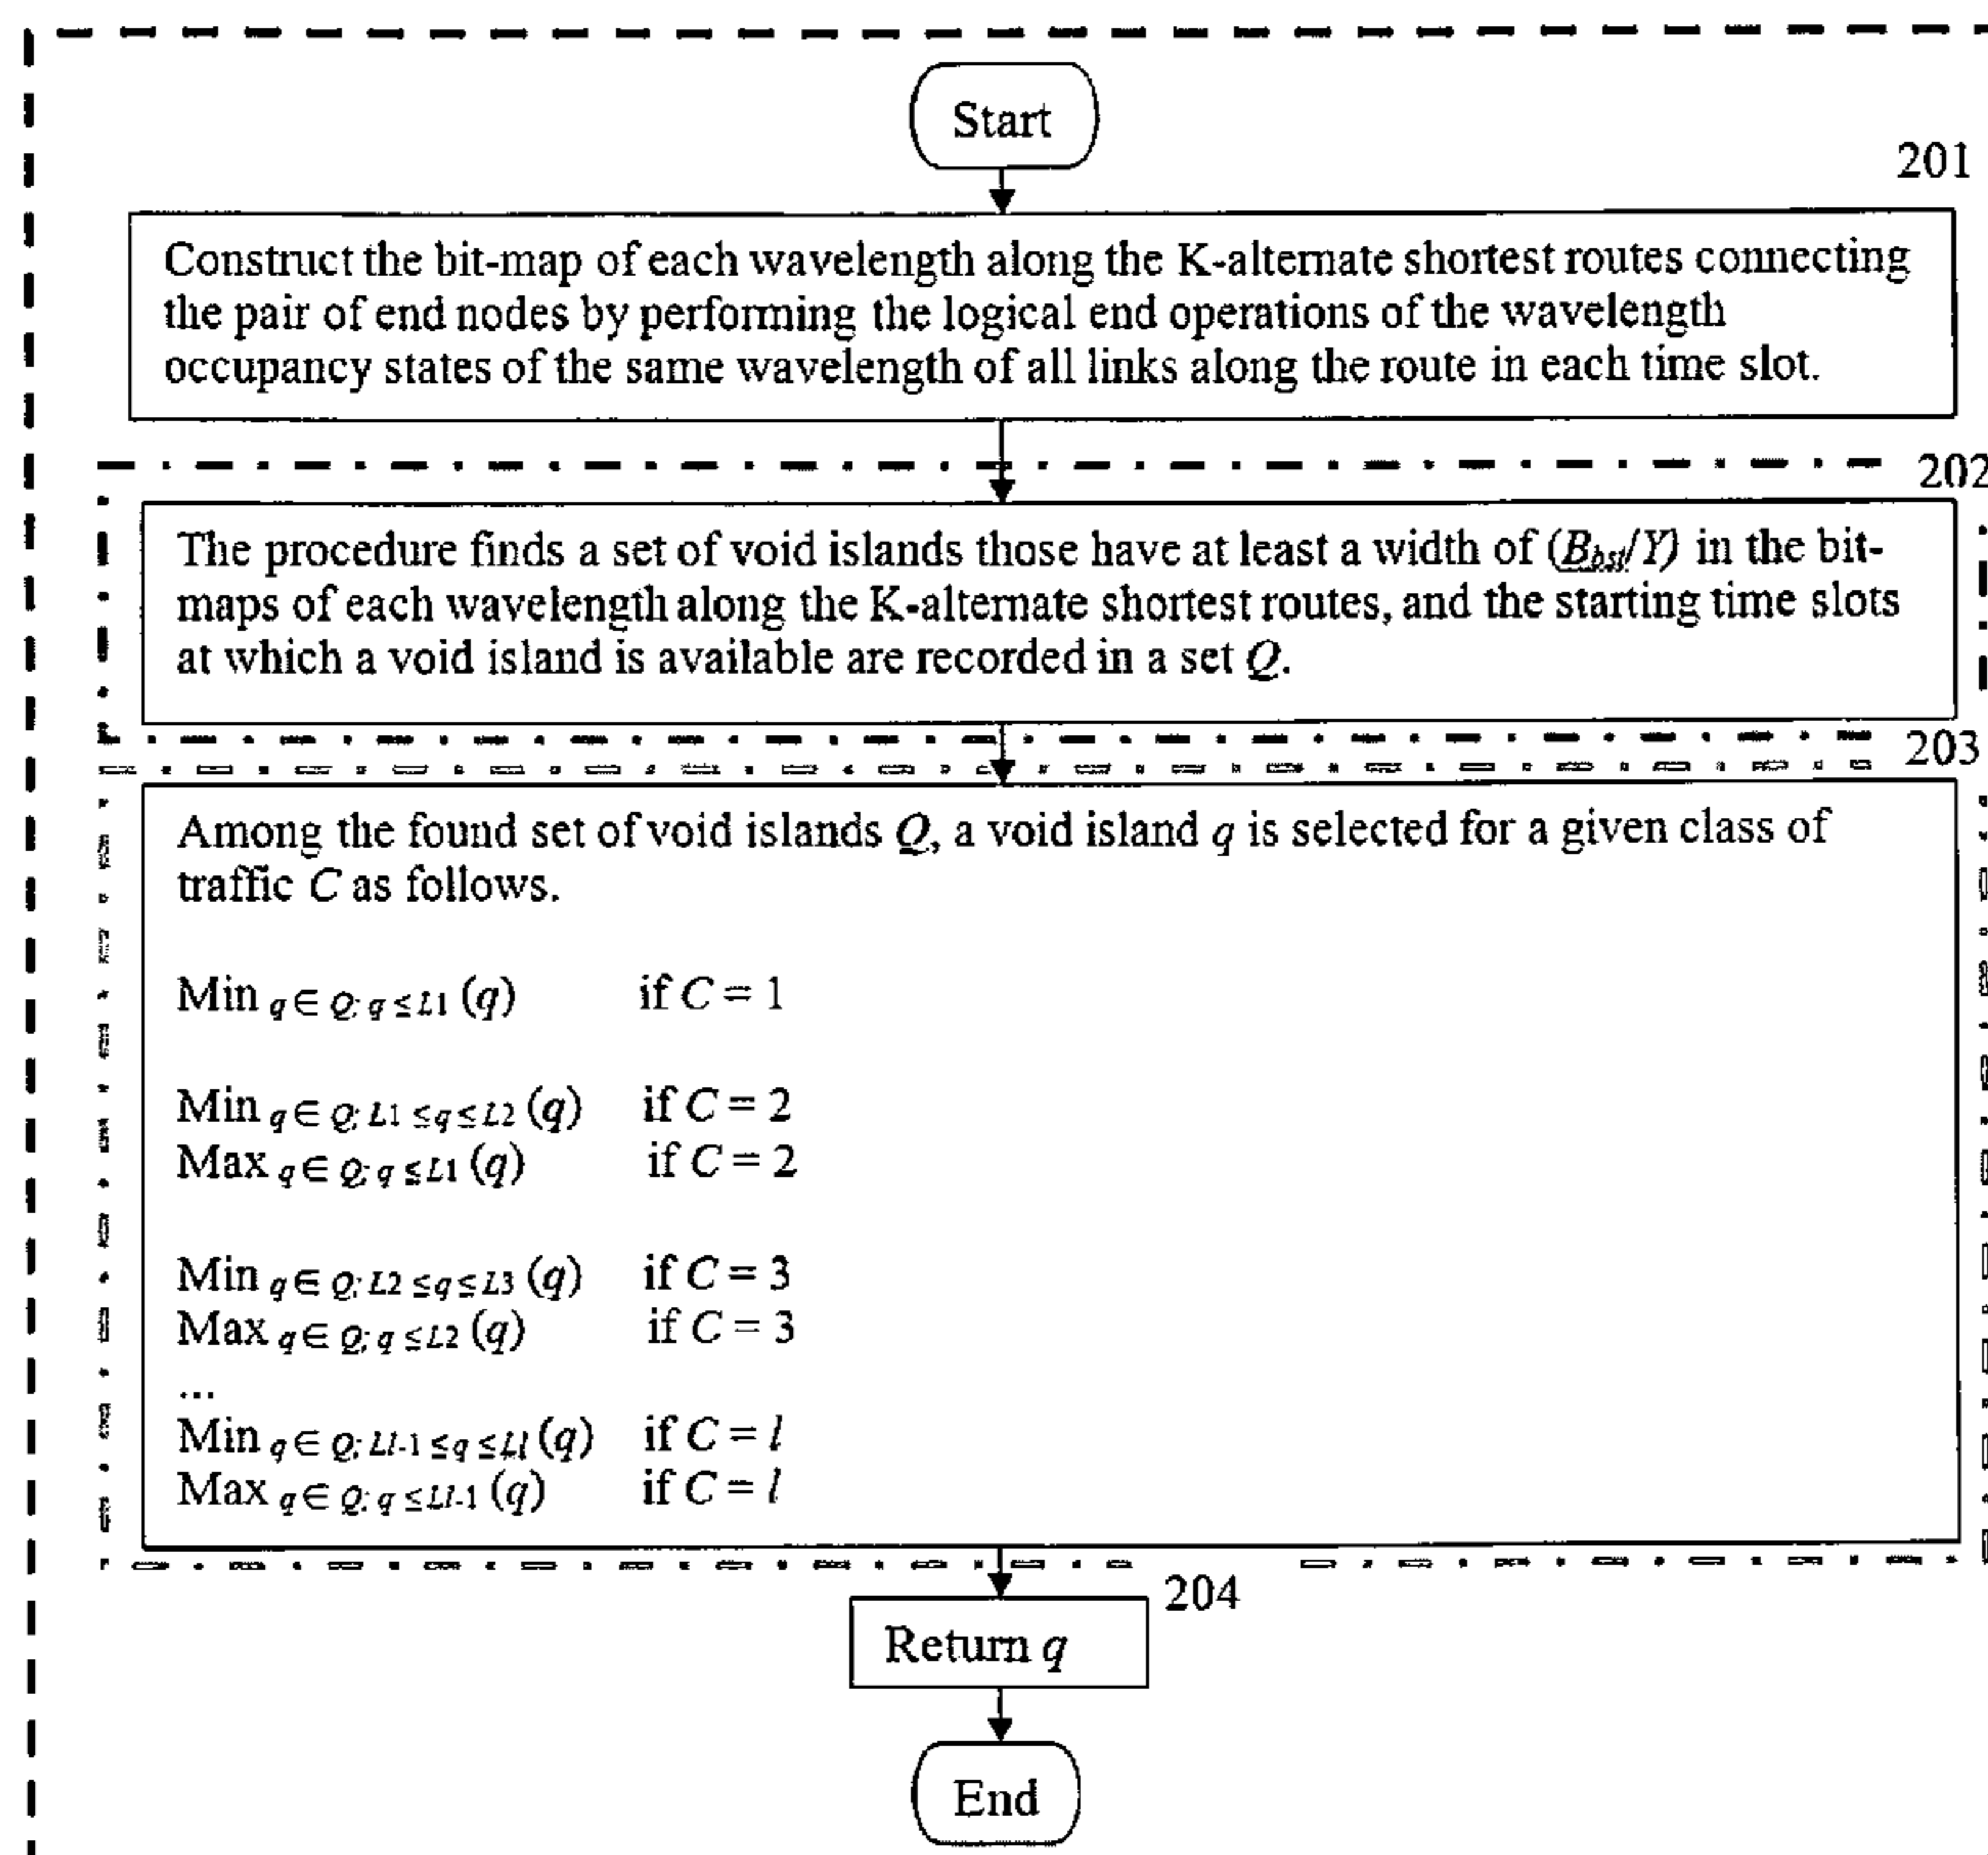 Start
201
Construct the bit-map of each wavelength along the K-alternate shortest routes connecting
the pair of end nodes by performing the logical end operations of the wavelength
occupancy states of the same wavelength of all links along the route in each time slot.
202
The procedure finds a set of void islands those have at least a width of (B_bst/Y) in the bit-
maps of each wavelength along the K-alternate shortest routes, and the starting time slots
at which a void island is available are recorded in a set Q.
203
Among the found set of void islands Q, a void island q is selected for a given class of
traffic C as follows.
Min q∈Q; q≤L1 (q) if C = 1
Min q∈Q; L1≤q≤L2 (q) if C = 2
Max q∈Q; q≤L1 (q) if C = 2
Min q∈Q; L2≤q≤L3 (q) if C = 3
Max q∈Q; q≤L2 (q) if C = 3
...
Min q∈Q; Ll-1≤q≤Ll (q) if C = l
Max q∈Q; q≤Ll-1 (q) if C = l
204
Return q
End